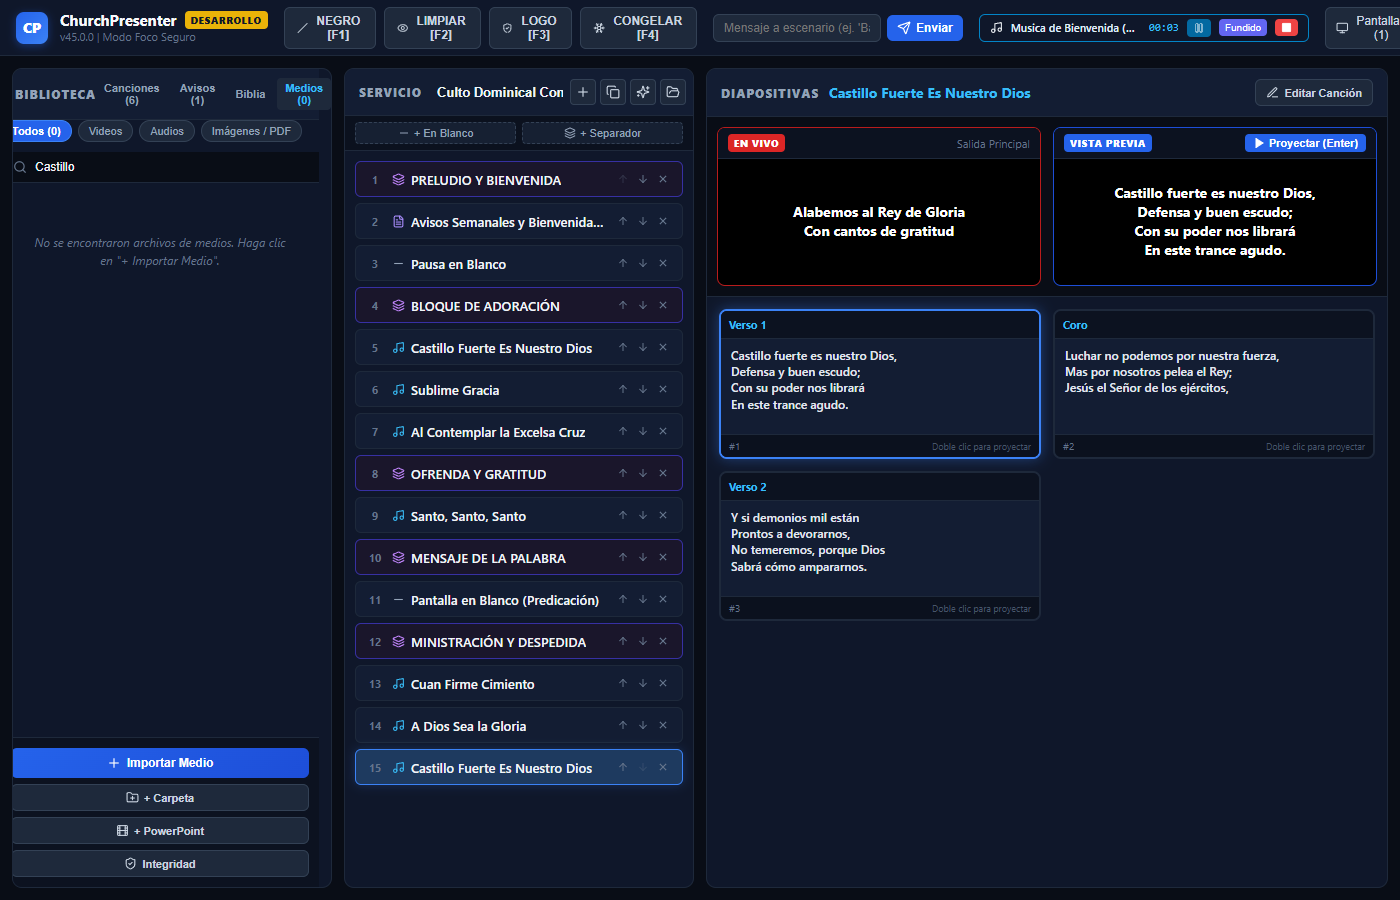 CP
ChurchPresenter DESARROLLO
v45.0.0 | Modo Foco Seguro
NEGRO
[F1]
LIMPIAR
[F2]
LOGO
[F3]
CONGELAR
[F4]
Mensaje a escenario (ej. 'Ba
Enviar
Musica de Bienvenida (... 00:03 Fundido
Pantalla
(1)
BIBLIOTECA
Canciones
(6)
Avisos
(1)
Biblia
Medios
(0)
Todos (0) Videos Audios Imágenes / PDF
Castillo
No se encontraron archivos de medios. Haga clic
en "+ Importar Medio".
Importar Medio
+ Carpeta
+ PowerPoint
Integridad
SERVICIO Culto Dominical Con
+ En Blanco + Separador
1 PRELUDIO Y BIENVENIDA
2 Avisos Semanales y Bienvenida...
3 Pausa en Blanco
4 BLOQUE DE ADORACIÓN
5 Castillo Fuerte Es Nuestro Dios
6 Sublime Gracia
7 Al Contemplar la Excelsa Cruz
8 OFRENDA Y GRATITUD
9 Santo, Santo, Santo
10 MENSAJE DE LA PALABRA
11 Pantalla en Blanco (Predicación)
12 MINISTRACIÓN Y DESPEDIDA
13 Cuan Firme Cimiento
14 A Dios Sea la Gloria
15 Castillo Fuerte Es Nuestro Dios
DIAPOSITIVAS Castillo Fuerte Es Nuestro Dios
Editar Canción
EN VIVO Salida Principal
Alabemos al Rey de Gloria
Con cantos de gratitud
VISTA PREVIA Proyectar (Enter)
Castillo fuerte es nuestro Dios,
Defensa y buen escudo;
Con su poder nos librará
En este trance agudo.
Verso 1
Castillo fuerte es nuestro Dios,
Defensa y buen escudo;
Con su poder nos librará
En este trance agudo.
#1 Doble clic para proyectar
Coro
Luchar no podemos por nuestra fuerza,
Mas por nosotros pelea el Rey;
Jesús el Señor de los ejércitos,
#2 Doble clic para proyectar
Verso 2
Y si demonios mil están
Prontos a devorarnos,
No temeremos, porque Dios
Sabrá cómo ampararnos.
#3 Doble clic para proyectar